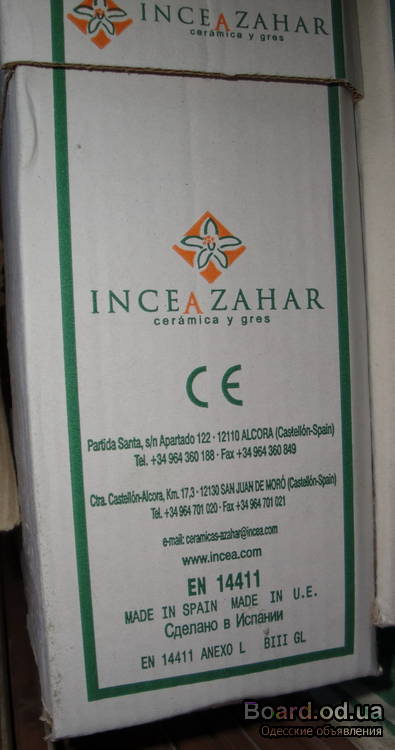 INCEAZAHAR
cerámica y gres
INCEAZAHAR
cerámica y gres
CE
Partida Santa, s/n Apartado 122 · 12110 ALCORA (Castellón-Spain)
Tel. +34 964 360 188 · Fax +34 964 360 849
Ctra. Castellón-Alcora, Km. 17,3 · 12130 SAN JUAN DE MORÓ (Castellón-Spain)
Tel. +34 964 701 020 · Fax +34 964 701 021
e-mail: ceramicas-azahar@incea.com
www.incea.com
EN 14411
MADE IN SPAIN MADE IN U.E.
Сделано в Испании
EN 14411 ANEXO L BIII GL
Board.od.ua
Одесские объявления